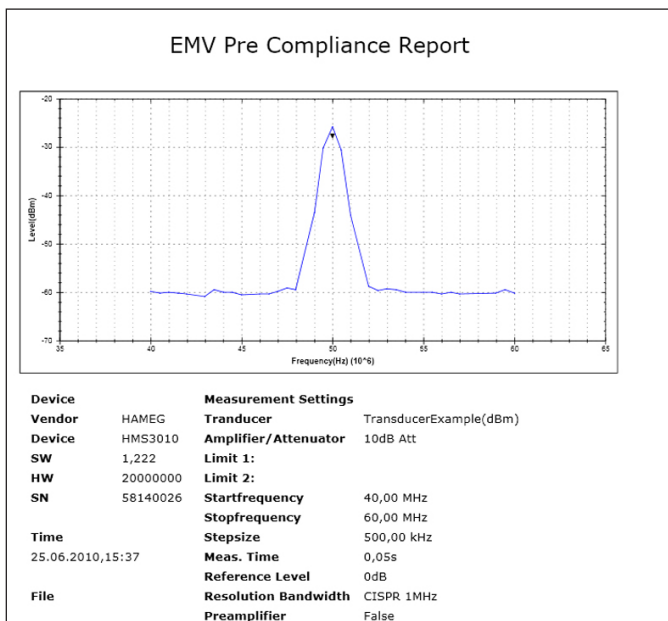 EMV Pre Compliance Report
-20
-30
-40
-50
-60
-70
Level(dBm)
35 40 45 50 55 60 65
Frequency(Hz) (10^6)
Device Measurement Settings
Vendor HAMEG Tranducer TransducerExample(dBm)
Device HMS3010 Amplifier/Attenuator 10dB Att
SW 1,222 Limit 1:
HW 20000000 Limit 2:
SN 58140026 Startfrequency 40,00 MHz
Stopfrequency 60,00 MHz
Time Stepsize 500,00 kHz
25.06.2010,15:37 Meas. Time 0,05s
Reference Level 0dB
File Resolution Bandwidth CISPR 1MHz
Preamplifier False